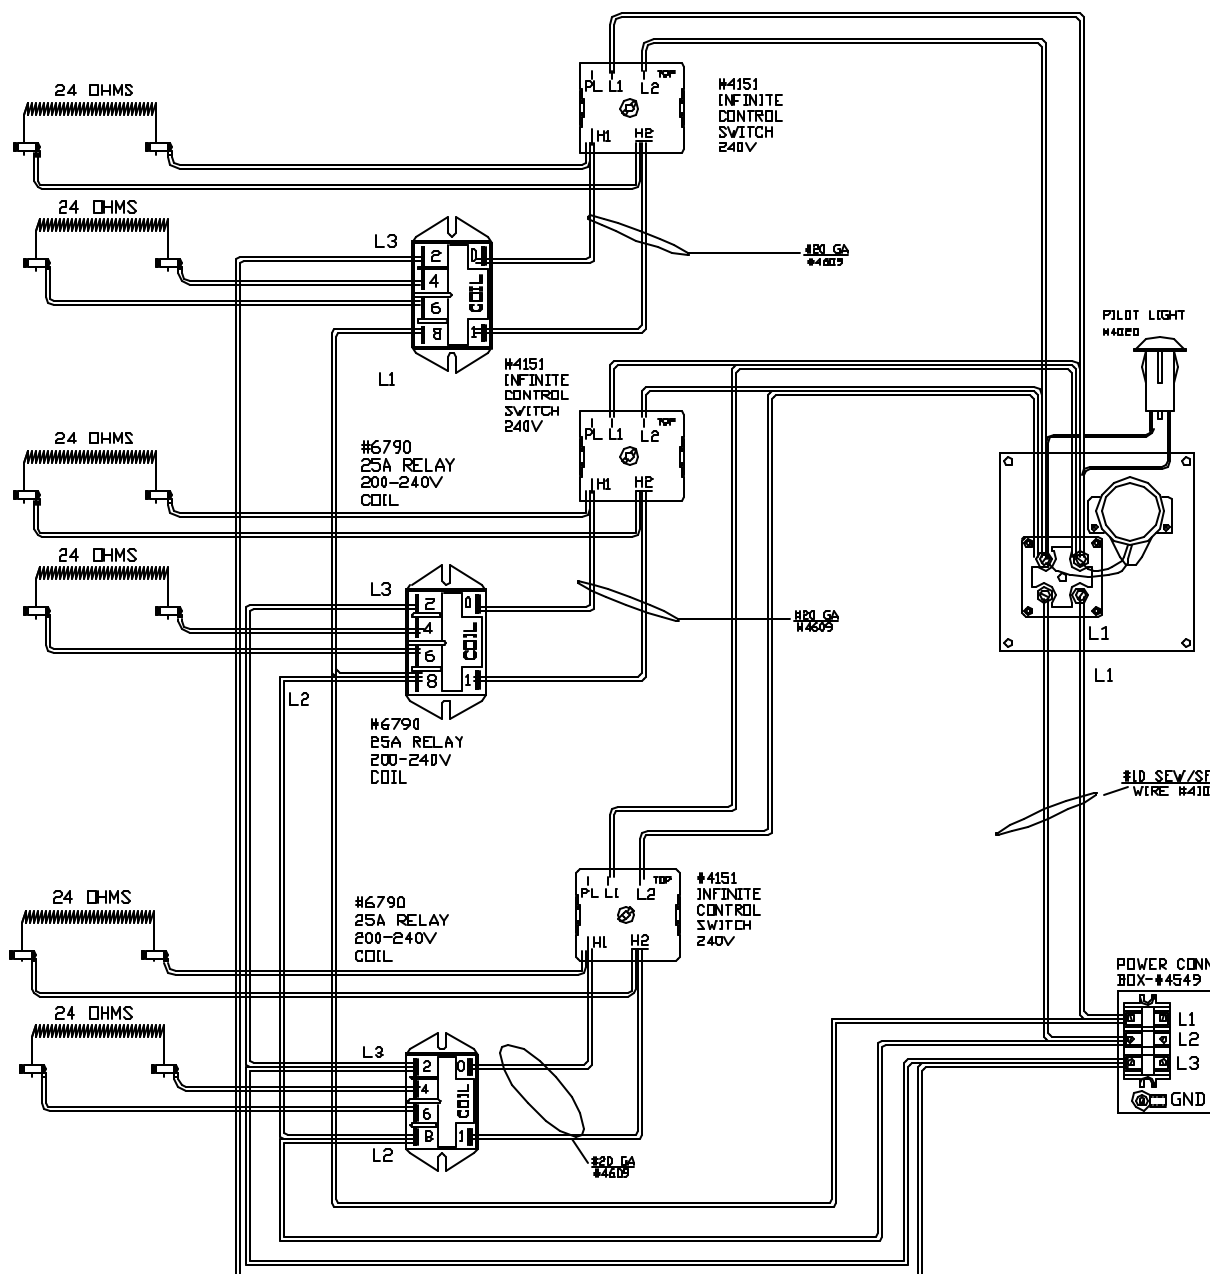 24 OHMS
PL L1 L2 TOP
H1 H2
#4151
INFINITE
CONTROL
SWITCH
240V
24 OHMS
L3
2 0
4
6
8 1
COIL
#20 GA
#4609
L1
PILOT LIGHT
#4151
INFINITE
CONTROL
SWITCH
240V
24 OHMS
PL L1 L2 TOP
H1 H2
#6790
25A RELAY
200-240V
COIL
24 OHMS
L3
2 0
4
6
8 1
COIL
#20 GA
#4609
L1
L1
L2
#6790
25A RELAY
200-240V
COIL
WIRE
24 OHMS
PL L1 L2 TOP
H1 H2
#4151
INFINITE
CONTROL
SWITCH
240V
#6790
25A RELAY
200-240V
COIL
POWER CONN
BOX-#4549
24 OHMS
L1
L2
L3
GND
L3
2 0
4
6
8 1
COIL
L2
#20 GA
#4609